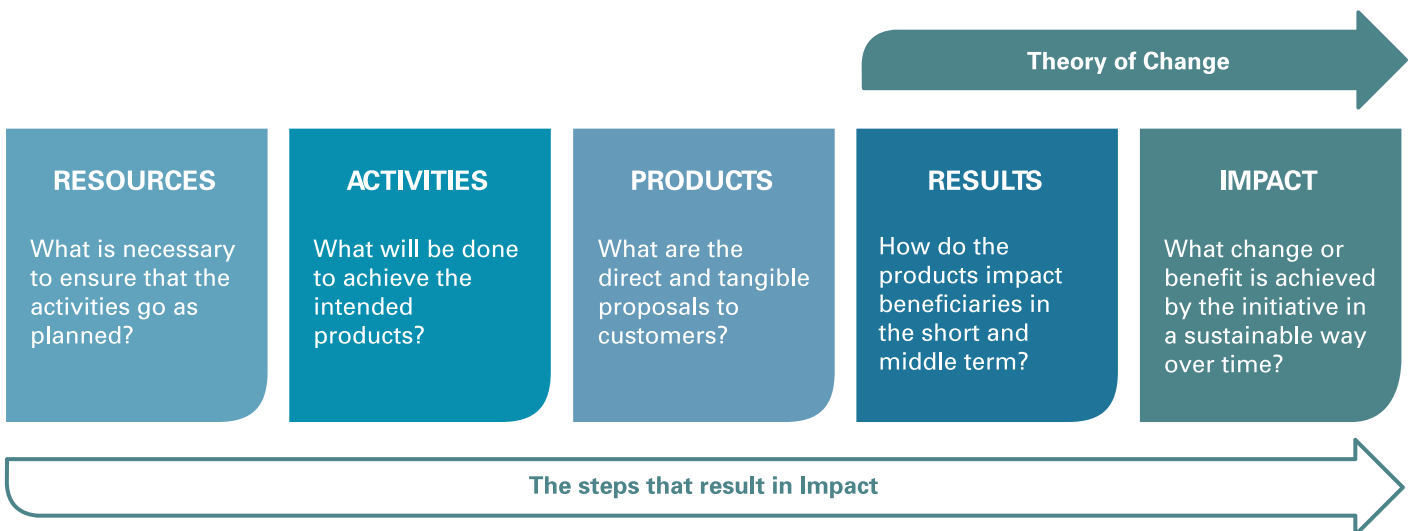 Theory of Change
RESOURCES
What is necessary
to ensure that the
activities go as
planned?
ACTIVITIES
What will be done
to achieve the
intended
products?
PRODUCTS
What are the
direct and tangible
proposals to
customers?
RESULTS
How do the
products impact
beneficiaries in
the short and
middle term?
IMPACT
What change or
benefit is achieved
by the initiative in
a sustainable way
over time?
The steps that result in Impact